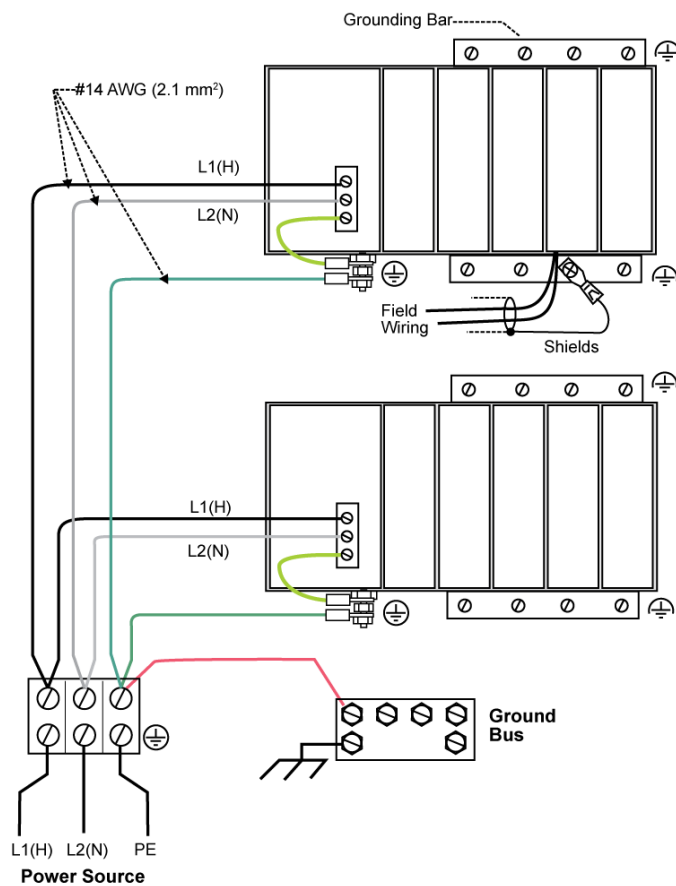 Grounding Bar
#14 AWG (2.1 mm²)
L1(H)
L2(N)
Field
Wiring
Shields
L1(H)
L2(N)
Ground
Bus
L1(H) L2(N) PE
Power Source